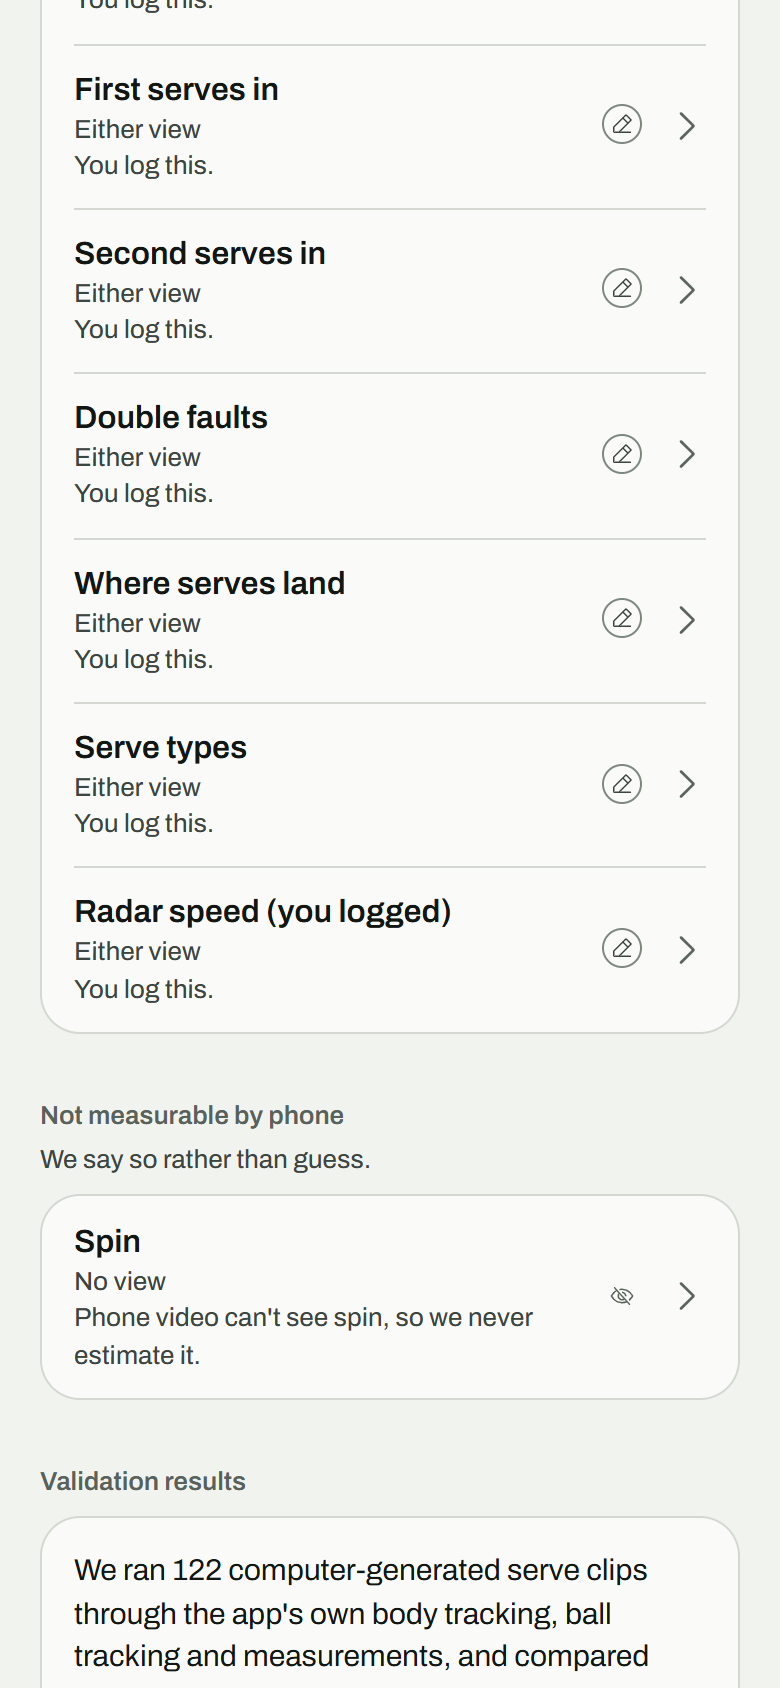 You log this.
First serves in
Either view
You log this.
Second serves in
Either view
You log this.
Double faults
Either view
You log this.
Where serves land
Either view
You log this.
Serve types
Either view
You log this.
Radar speed (you logged)
Either view
You log this.
Not measurable by phone
We say so rather than guess.
Spin
No view
Phone video can't see spin, so we never
estimate it.
Validation results
We ran 122 computer-generated serve clips
through the app's own body tracking, ball
tracking and measurements, and compared